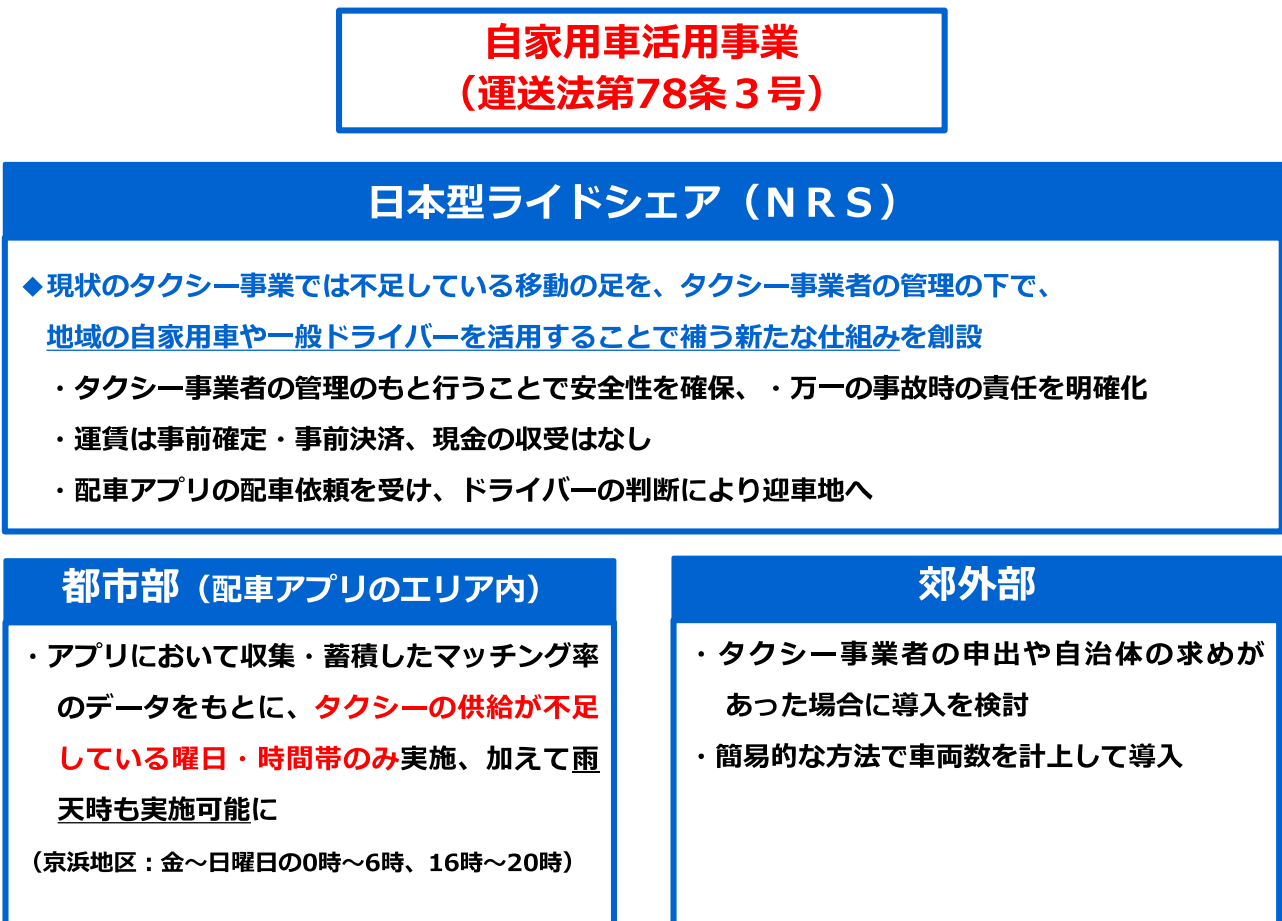 自家用車活用事業
（運送法第78条３号）
日本型ライドシェア（ＮＲＳ）
◆現状のタクシー事業では不足している移動の足を、タクシー事業者の管理の下で、
地域の自家用車や一般ドライバーを活用することで補う新たな仕組みを創設
・タクシー事業者の管理のもと行うことで安全性を確保、・万一の事故時の責任を明確化
・運賃は事前確定・事前決済、現金の収受はなし
・配車アプリの配車依頼を受け、ドライバーの判断により迎車地へ
都市部（配車アプリのエリア内）
・アプリにおいて収集・蓄積したマッチング率
のデータをもとに、タクシーの供給が不足
している曜日・時間帯のみ実施、加えて雨
天時も実施可能に
（京浜地区：金～日曜日の0時～6時、16時～20時）
郊外部
・タクシー事業者の申出や自治体の求めが
あった場合に導入を検討
・簡易的な方法で車両数を計上して導入